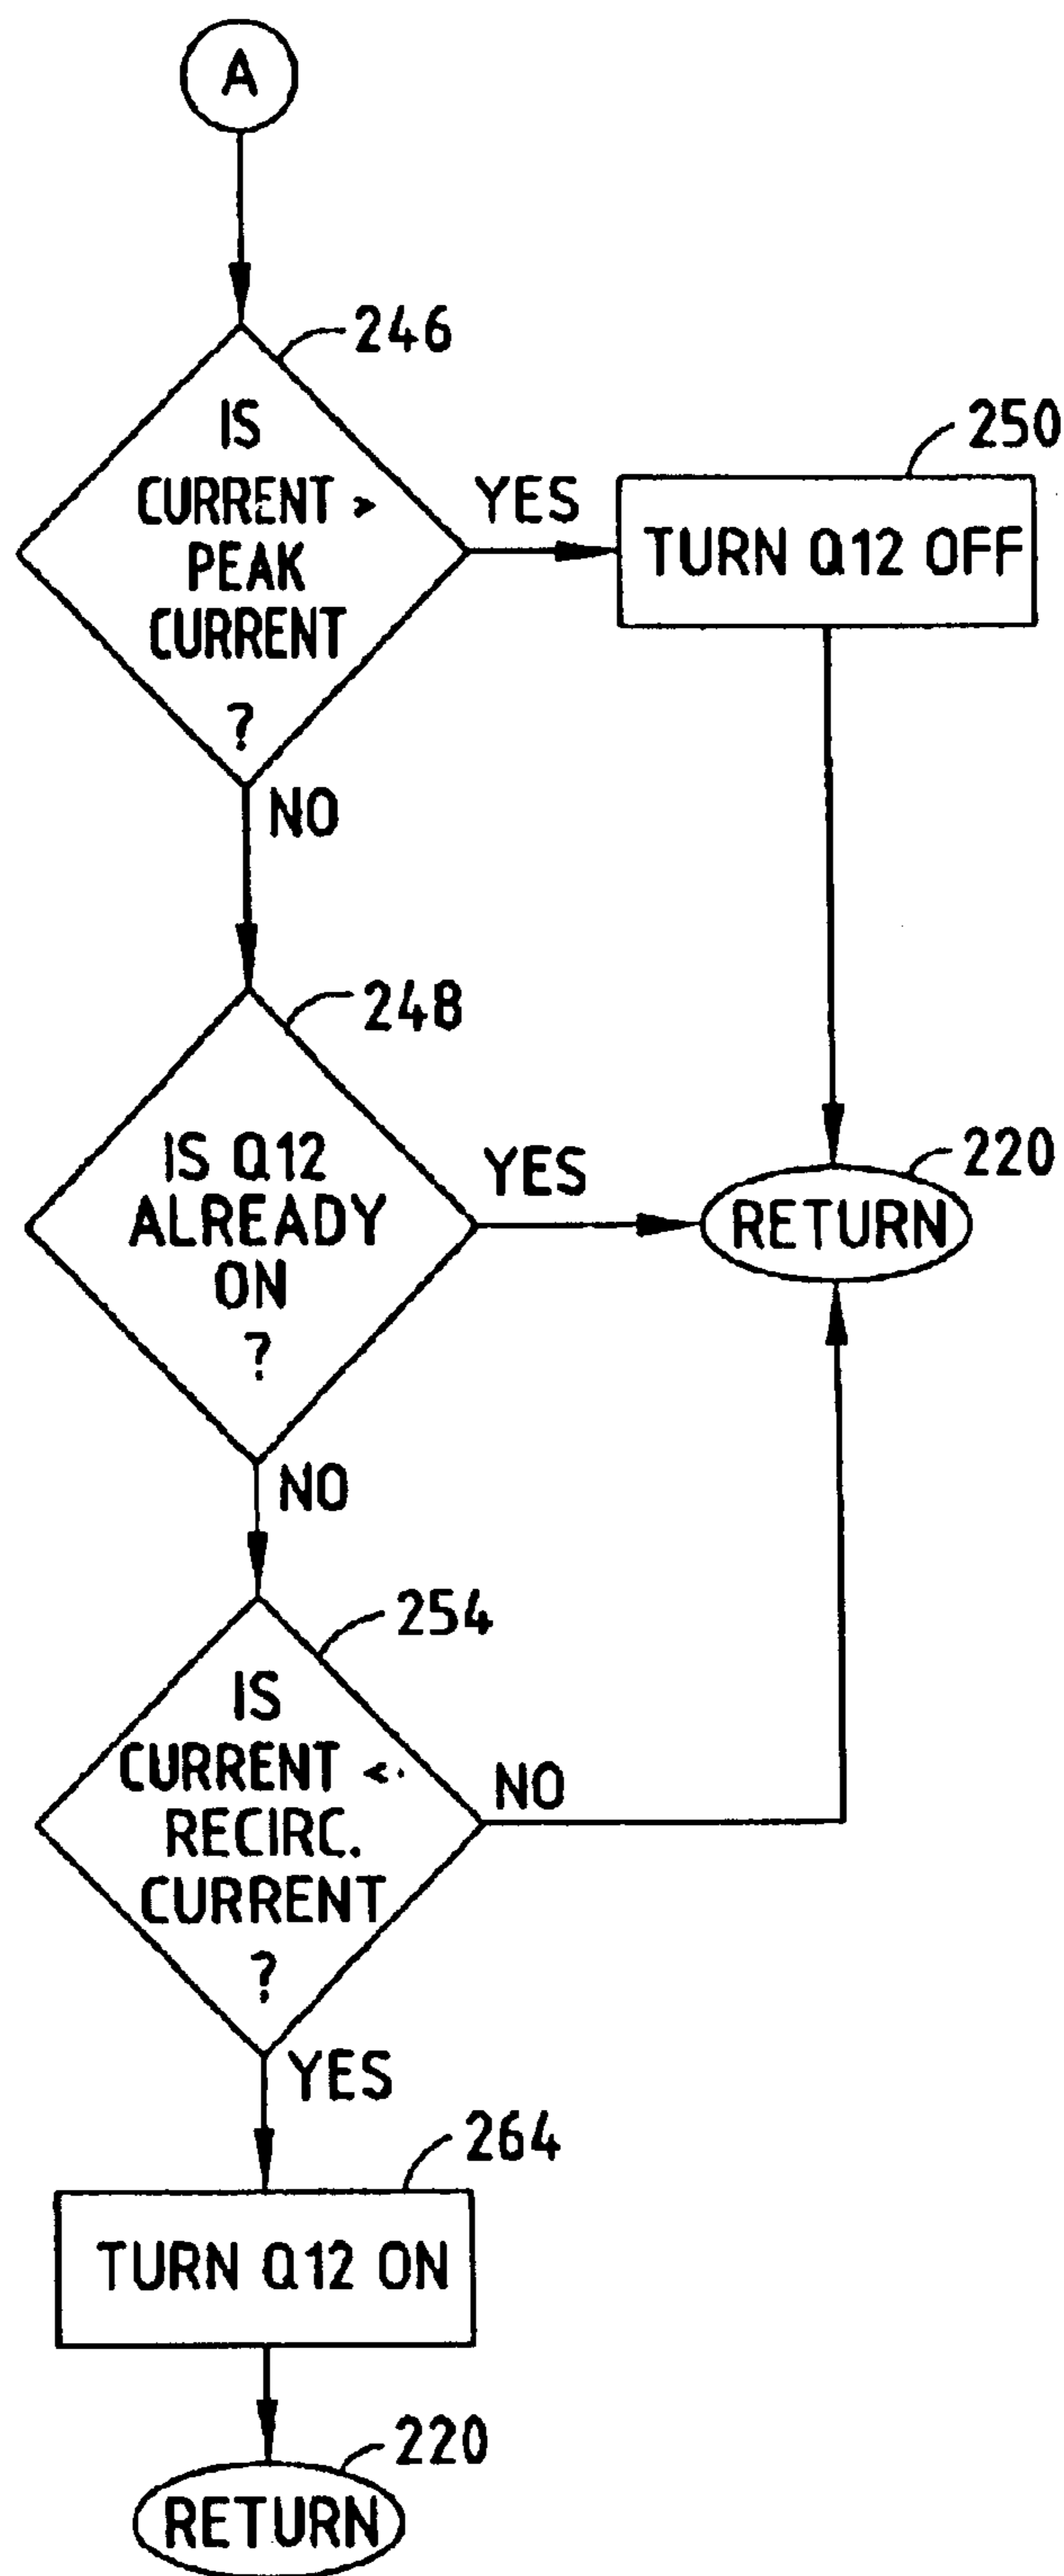 A
246
IS
CURRENT >
PEAK
CURRENT
?
YES
250
TURN Q12 OFF
NO
248
IS Q12
ALREADY
ON
?
YES
220
RETURN
NO
254
IS
CURRENT <
RECIRC.
CURRENT
?
NO
YES
264
TURN Q12 ON
220
RETURN